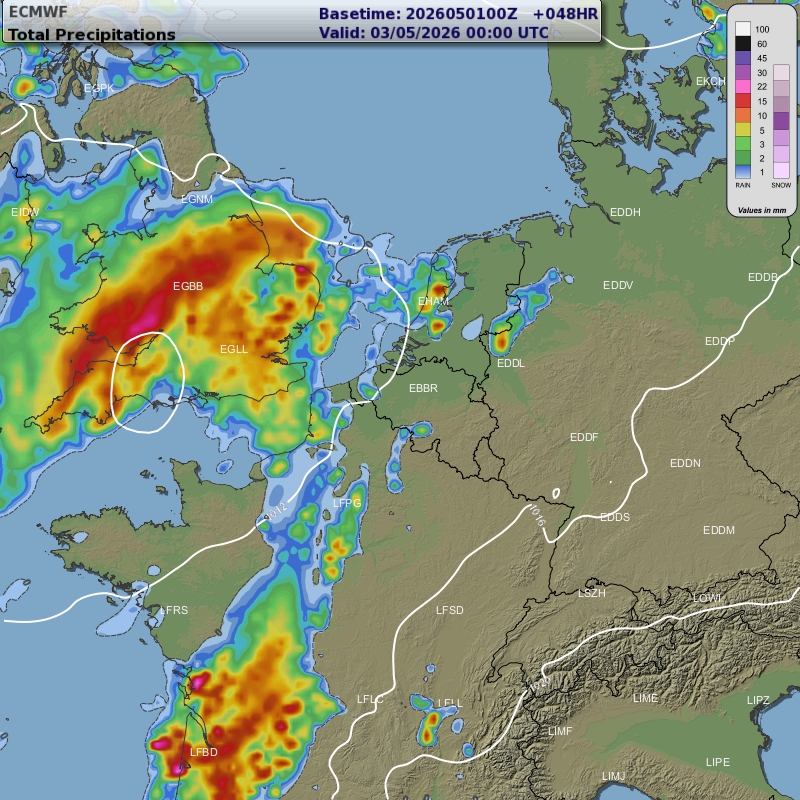 ECMWF
Basetime: 2026050100Z +048HR
Total Precipitations
Valid: 03/05/2026 00:00 UTC
100
60
45
30
22
15
10
5
3
2
1
RAIN SNOW
Values in mm
EGPK
EKCH
EGNM
EIDW
EDDH
EGBB
EDDV
EDDB
EHAM
EDDP
EGLL
EDDL
EBBR
EDDF
EDDN
LFPG
1012
1016
EDDS
EDDM
LSZH
LOWI
LFRS
LFSD
1020
LFLC
LFLL
LIME
LIPZ
LIMF
LFBD
LIPE
LIMJ